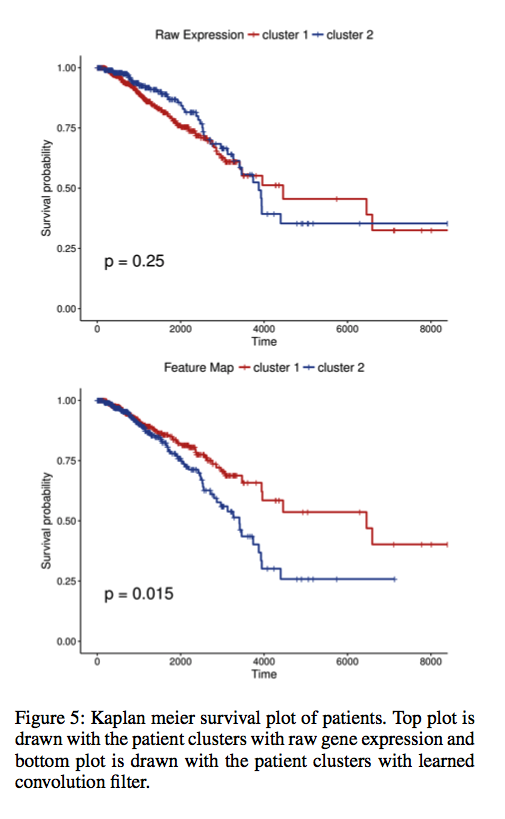 Raw Expression cluster 1 cluster 2
1.00
0.75
0.50
0.25
0.00
Survival probability
p = 0.25
0 2000 4000 6000 8000
Time
Feature Map cluster 1 cluster 2
1.00
0.75
0.50
0.25
0.00
Survival probability
p = 0.015
0 2000 4000 6000 8000
Time
Figure 5: Kaplan meier survival plot of patients. Top plot is
drawn with the patient clusters with raw gene expression and
bottom plot is drawn with the patient clusters with learned
convolution filter.